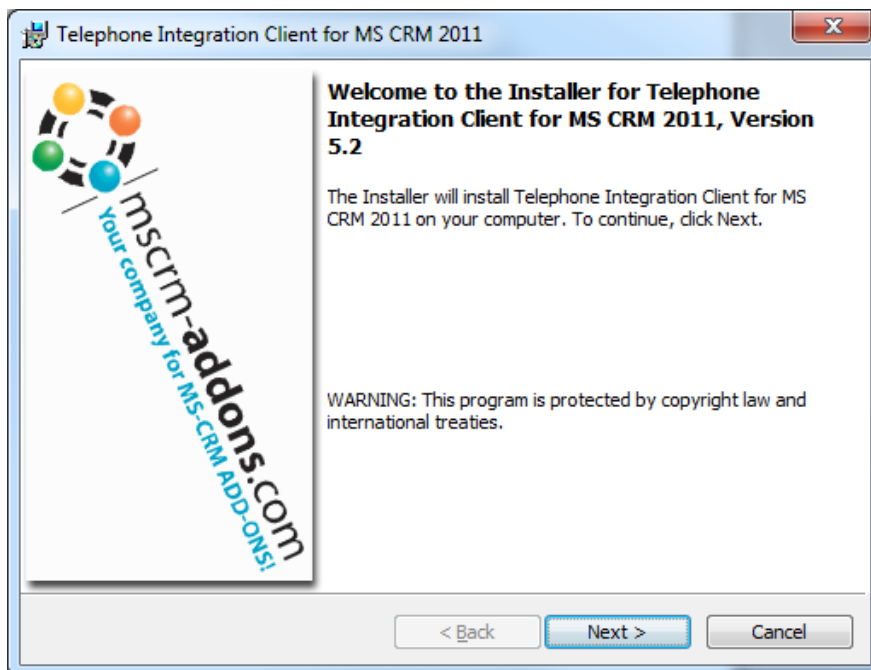 Telephone Integration Client for MS CRM 2011
mscrm-addons.com
Your company for MS-CRM ADD-ONS!
Welcome to the Installer for Telephone
Integration Client for MS CRM 2011, Version
5.2
The Installer will install Telephone Integration Client for MS
CRM 2011 on your computer. To continue, click Next.
WARNING: This program is protected by copyright law and
international treaties.
< Back
Next >
Cancel